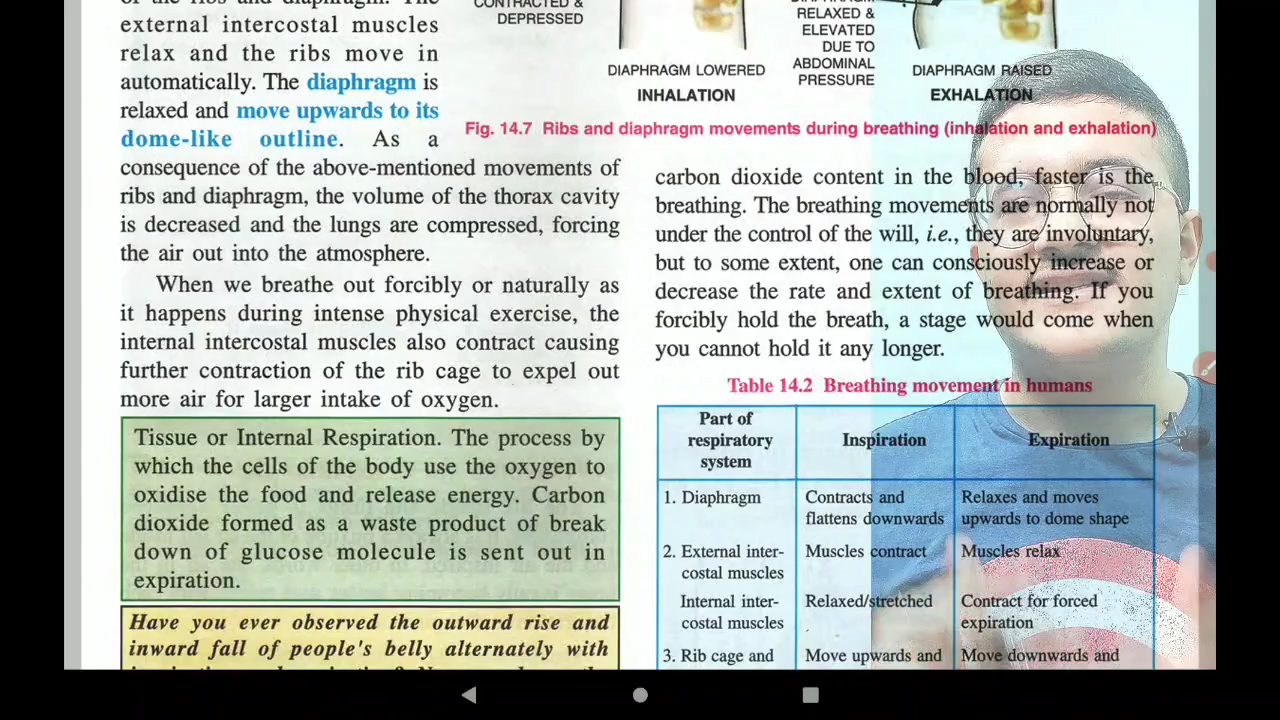 of the ribs and diaphragm. The
external intercostal muscles
relax and the ribs move in
automatically. The diaphragm is
relaxed and move upwards to its
dome-like outline. As a
consequence of the above-mentioned movements of
ribs and diaphragm, the volume of the thorax cavity
is decreased and the lungs are compressed, forcing
the air out into the atmosphere.
When we breathe out forcibly or naturally as
it happens during intense physical exercise, the
internal intercostal muscles also contract causing
further contraction of the rib cage to expel out
more air for larger intake of oxygen.
Tissue or Internal Respiration. The process by
which the cells of the body use the oxygen to
oxidise the food and release energy. Carbon
dioxide formed as a waste product of break
down of glucose molecule is sent out in
expiration.
Have you ever observed the outward rise and
inward fall of people's belly alternately with
CONTRACTED &
DEPRESSED
DIAPHRAGM LOWERED
INHALATION
DIAPHRAGM
RELAXED &
ELEVATED
DUE TO
ABDOMINAL
PRESSURE
DIAPHRAGM RAISED
EXHALATION
Fig. 14.7 Ribs and diaphragm movements during breathing (inhalation and exhalation)
carbon dioxide content in the blood, faster is the
breathing. The breathing movements are normally not
under the control of the will, i.e., they are involuntary,
but to some extent, one can consciously increase or
decrease the rate and extent of breathing. If you
forcibly hold the breath, a stage would come when
you cannot hold it any longer.
Table 14.2 Breathing movement in humans
Part of
respiratory
system
Inspiration
Expiration
1. Diaphragm
Contracts and
flattens downwards
Relaxes and moves
upwards to dome shape
2. External inter-
costal muscles
Muscles contract
Muscles relax
Internal inter-
costal muscles
Relaxed/stretched
Contract for forced
expiration
3. Rib cage and
Move upwards and
Move downwards and